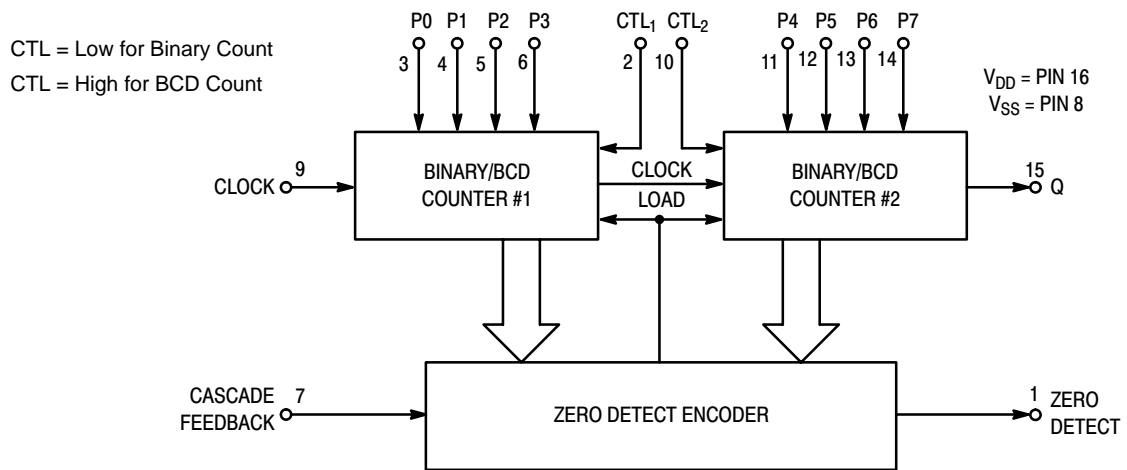 CTL = Low for Binary Count
CTL = High for BCD Count
P0 P1 P2 P3 CTL1 CTL2 P4 P5 P6 P7
3 4 5 6 2 10 11 12 13 14
VDD = PIN 16
VSS = PIN 8
CLOCK 9
BINARY/BCD
COUNTER #1
CLOCK
LOAD
BINARY/BCD
COUNTER #2
15
Q
CASCADE
FEEDBACK
7
ZERO DETECT ENCODER
1
ZERO
DETECT